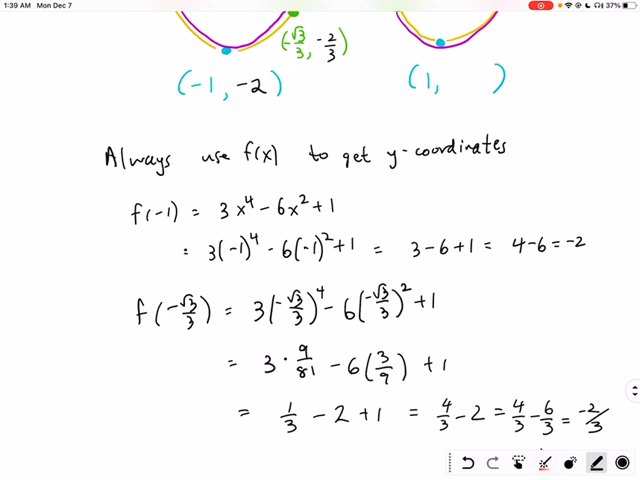 1:39 AM Mon Dec 7
37%
(-√3/3, -2/3)
(-1, -2)
(1, )
Always use f(x) to get y-coordinates
f(-1) = 3x⁴ - 6x² + 1
= 3(-1)⁴ - 6(-1)² + 1 = 3 - 6 + 1 = 4 - 6 = -2
f(-√3/3) = 3(-√3/3)⁴ - 6(-√3/3)² + 1
= 3 · 9/81 - 6(3/9) + 1
= 1/3 - 2 + 1 = 4/3 - 2 = 4/3 - 6/3 = -2/3